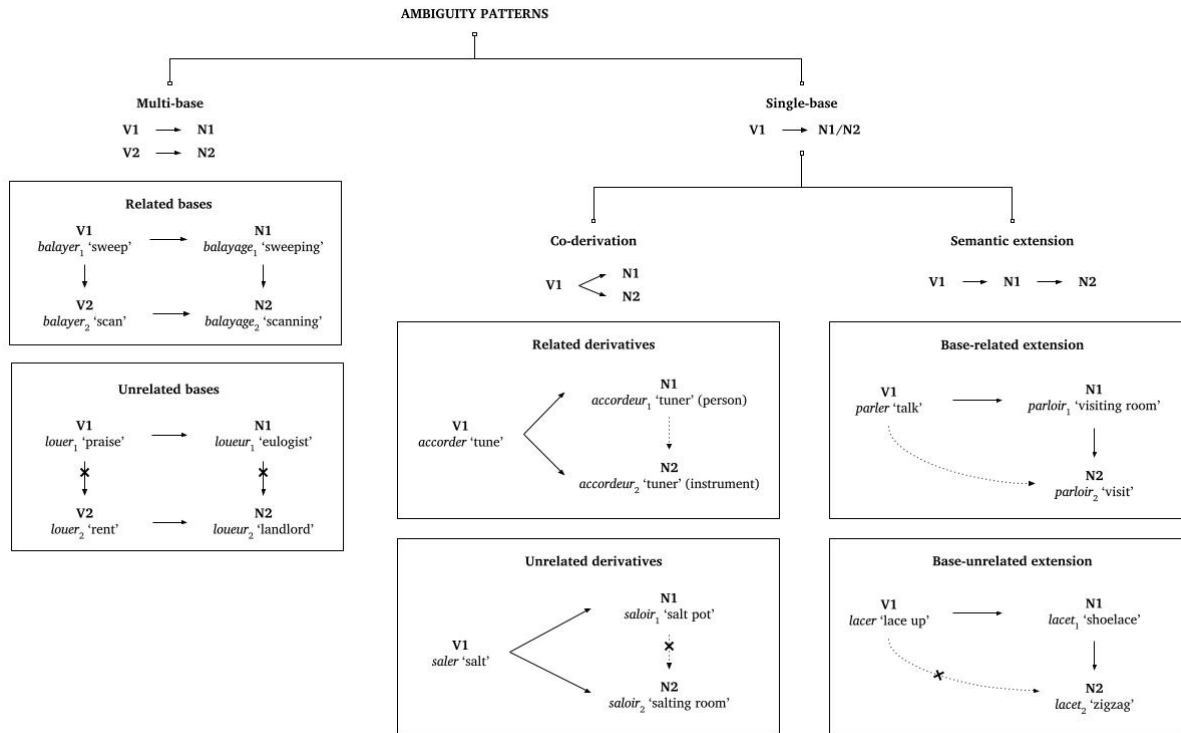 AMBIGUITY PATTERNS
Multi-base
V1 → N1
V2 → N2
Related bases
V1 N1
balayer₁ ‘sweep’ balayage₁ ‘sweeping’
V2 N2
balayer₂ ‘scan’ balayage₂ ‘scanning’
Unrelated bases
V1 N1
louer₁ ‘praise’ loueur₁ ‘eulogist’
V2 N2
louer₂ ‘rent’ loueur₂ ‘landlord’
Single-base
V1 → N1/N2
Co-derivation
N1
V1
N2
Related derivatives
N1
accordeur₁ ‘tuner’ (person)
V1
accorder ‘tune’
N2
accordeur₂ ‘tuner’ (instrument)
Unrelated derivatives
N1
saloir₁ ‘salt pot’
V1
saler ‘salt’
N2
saloir₂ ‘salting room’
Semantic extension
V1 → N1 → N2
Base-related extension
V1 N1
parler ‘talk’ parloir₁ ‘visiting room’
N2
parloir₂ ‘visit’
Base-unrelated extension
V1 N1
lacer ‘lace up’ lacet₁ ‘shoelace’
N2
lacet₂ ‘zigzag’